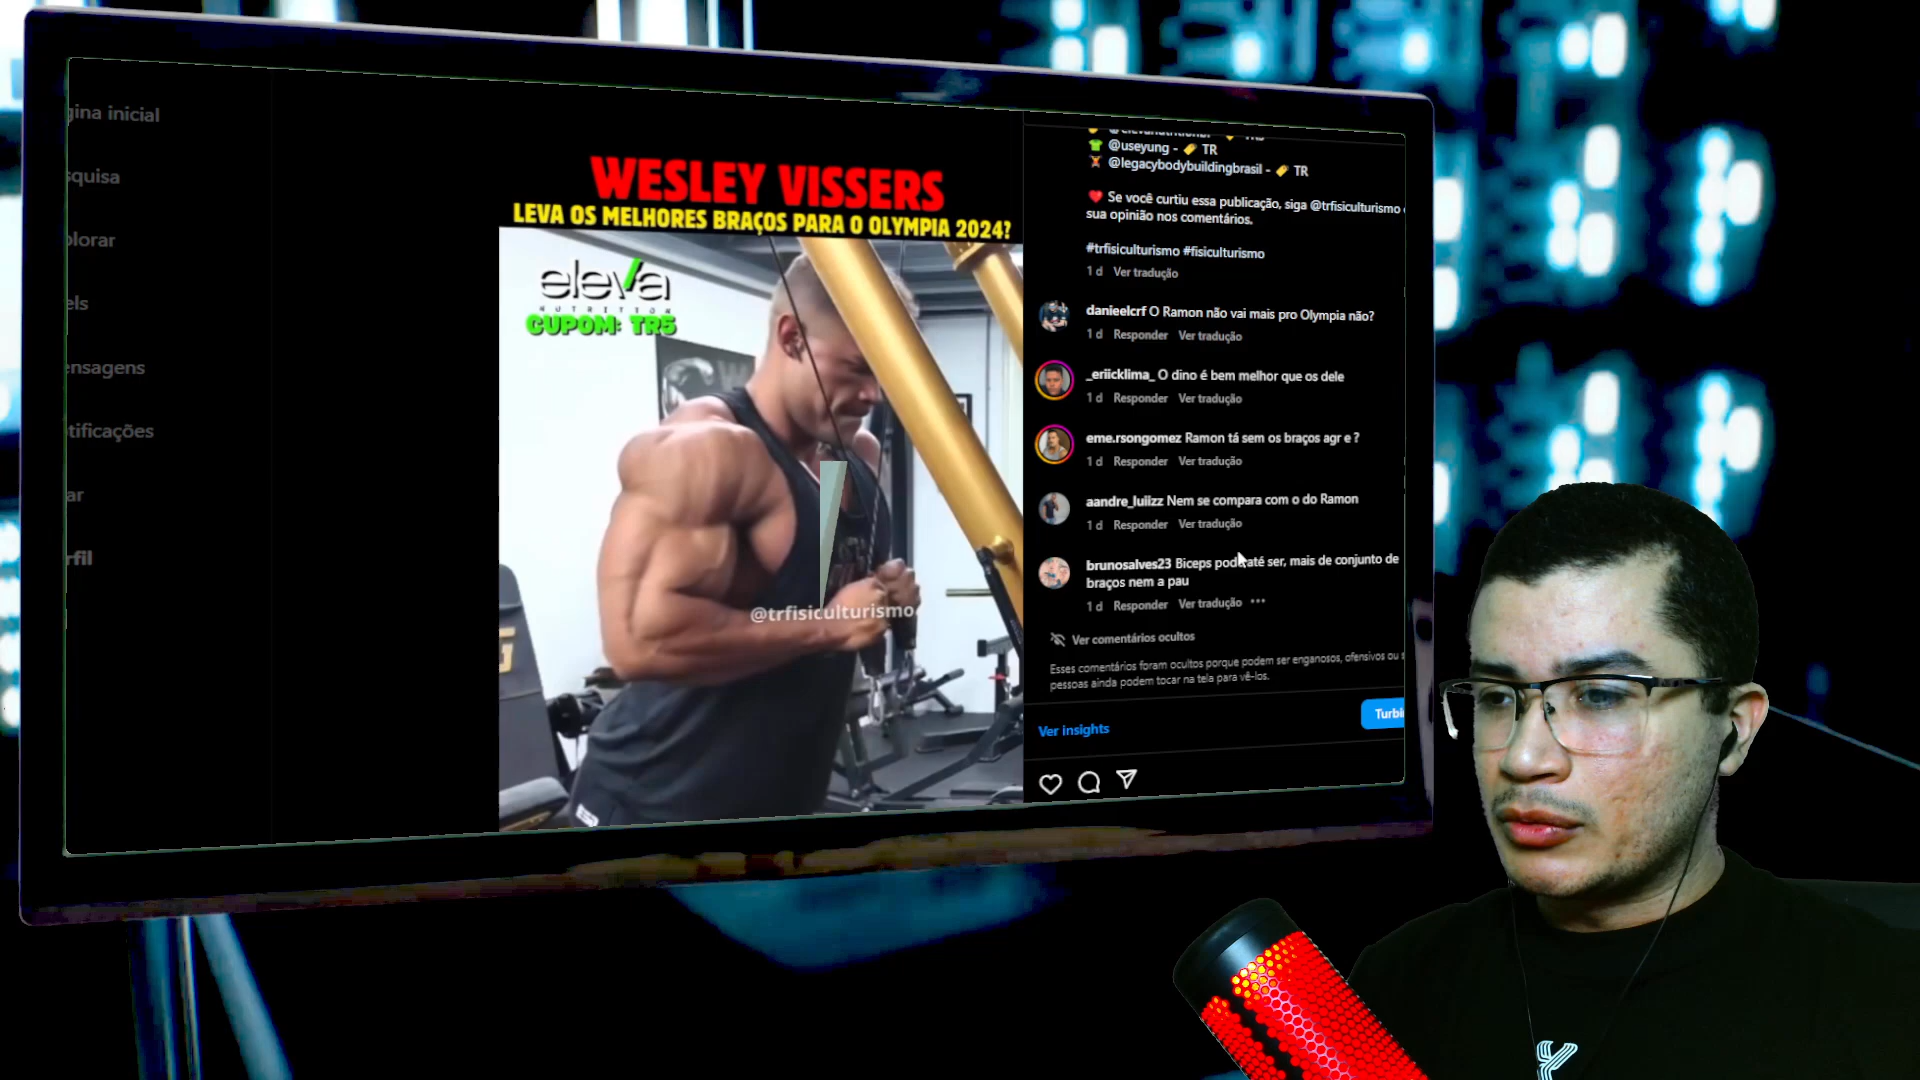 gina inicial
squisa
plorar
els
ensagens
tificações
ar
rfil
WESLEY VISSERS
LEVA OS MELHORES BRAÇOS PARA O OLYMPIA 2024?
eleva
NUTRITION
CUPOM: TR5
@trfisiculturismo
@useyung - TR
@legacybodybuildingbrasil - TR
Se você curtiu essa publicação, siga @trfisiculturismo
sua opinião nos comentários.
#trfisiculturismo #fisiculturismo
1 d Ver tradução
danieelcrf O Ramon não vai mais pro Olympia não?
1 d Responder Ver tradução
_eriicklima_ O dino é bem melhor que os dele
1 d Responder Ver tradução
eme.rsongomez Ramon tá sem os braços agr e ?
1 d Responder Ver tradução
aandre_luiizz Nem se compara com o do Ramon
1 d Responder Ver tradução
brunosalves23 Biceps pode até ser, mais de conjunto de
braços nem a pau
1 d Responder Ver tradução •••
Ver comentários ocultos
Esses comentários foram ocultos porque podem ser enganosos, ofensivos ou
pessoas ainda podem tocar na tela para vê-los.
Ver insights
Turbi